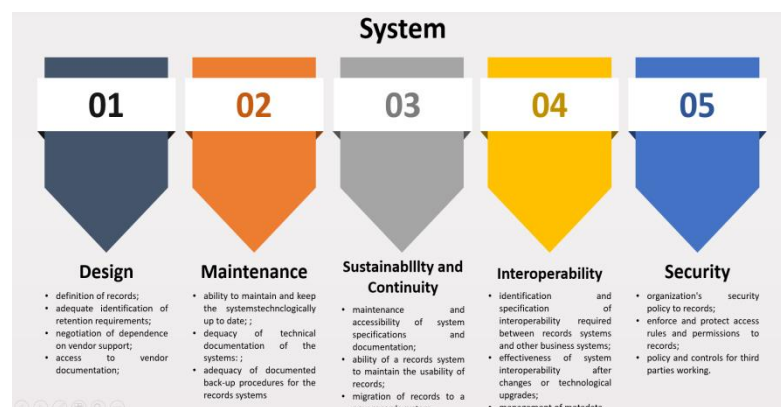 System
01
02
03
04
05
Design
• definition of records;
• adequate identification of
retention requirements;
• negotiation of dependence
on vendor support;
• access to vendor
documentation;
Maintenance
• ability to maintain and keep
the systemstechnclogically
up to date; ;
• dequacy of technical
documentation of the
systems: ;
• adequacy of documented
back-up procedures for the
records systems
Sustainabllity and
Continuity
• maintenance and
accessibility of system
specifications and
documentation;
• ability of a records system
to maintain the usability of
records;
• migration of records to a
Interoperability
• identification and
specification of
interoperability required
between records systems
and other business systems;
• effectiveness of system
interoperability after
changes or technological
upgrades;
• management of metadata
Security
• organization's security
policy to records;
• enforce and protect access
rules and permissions to
records;
• policy and controls for third
parties working.